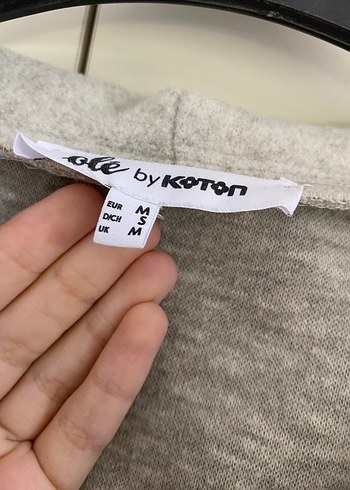 ole by KOTON
EUR M
D/CH S
UK M